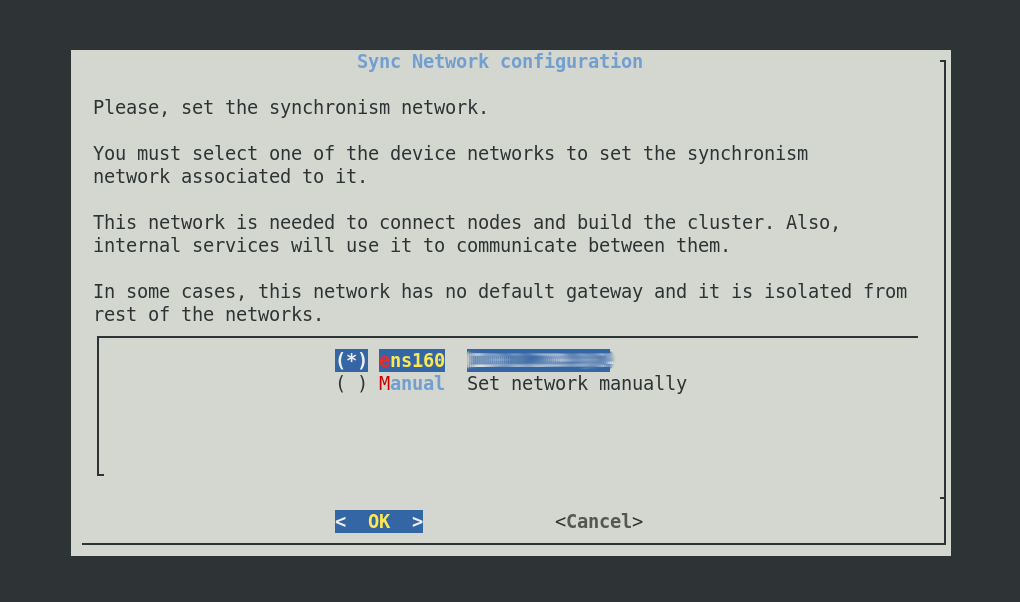 Sync Network configuration
Please, set the synchronism network.
You must select one of the device networks to set the synchronism
network associated to it.
This network is needed to connect nodes and build the cluster. Also,
internal services will use it to communicate between them.
In some cases, this network has no default gateway and it is isolated from
rest of the networks.
(*) ens160
( ) Manual  Set network manually
<  OK  > <Cancel>